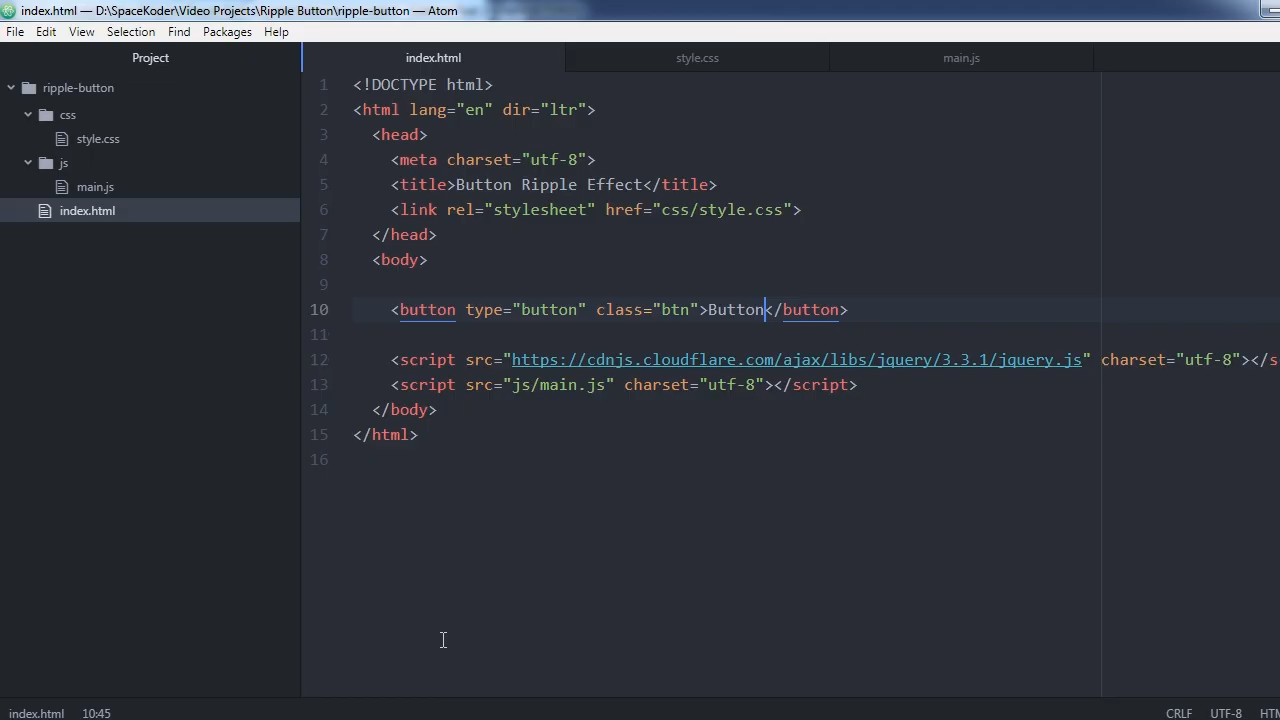 index.html — D:\SpaceKoder\Video Projects\Ripple Button\ripple-button — Atom
File Edit View Selection Find Packages Help
Project
index.html style.css main.js
ripple-button
css
style.css
js
main.js
index.html
1 <!DOCTYPE html>
2 <html lang="en" dir="ltr">
3 <head>
4 <meta charset="utf-8">
5 <title>Button Ripple Effect</title>
6 <link rel="stylesheet" href="css/style.css">
7 </head>
8 <body>
9
10 <button type="button" class="btn">Button</button>
11
12 <script src="https://cdnjs.cloudflare.com/ajax/libs/jquery/3.3.1/jquery.js" charset="utf-8"></s
13 <script src="js/main.js" charset="utf-8"></script>
14 </body>
15 </html>
16
index.html 10:45 CRLF UTF-8 HTM